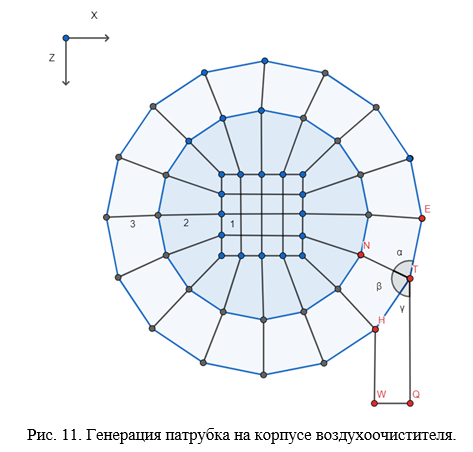 X
Z
E
3
2
1
N
α
T
β
γ
H
W
Q
Рис. 11. Генерация патрубка на корпусе воздухоочистителя.